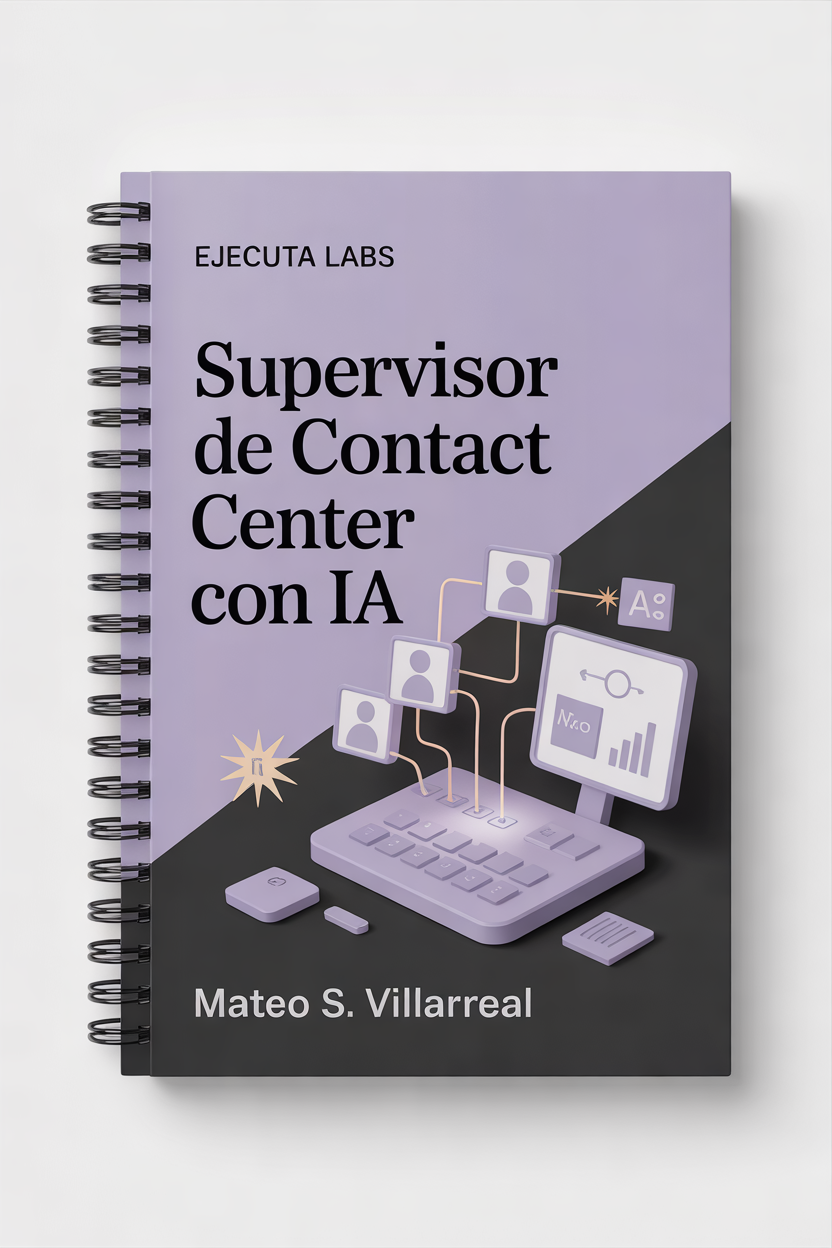 EJECUTA LABS
Supervisor
de Contact
Center
con IA
Mateo S. Villarreal